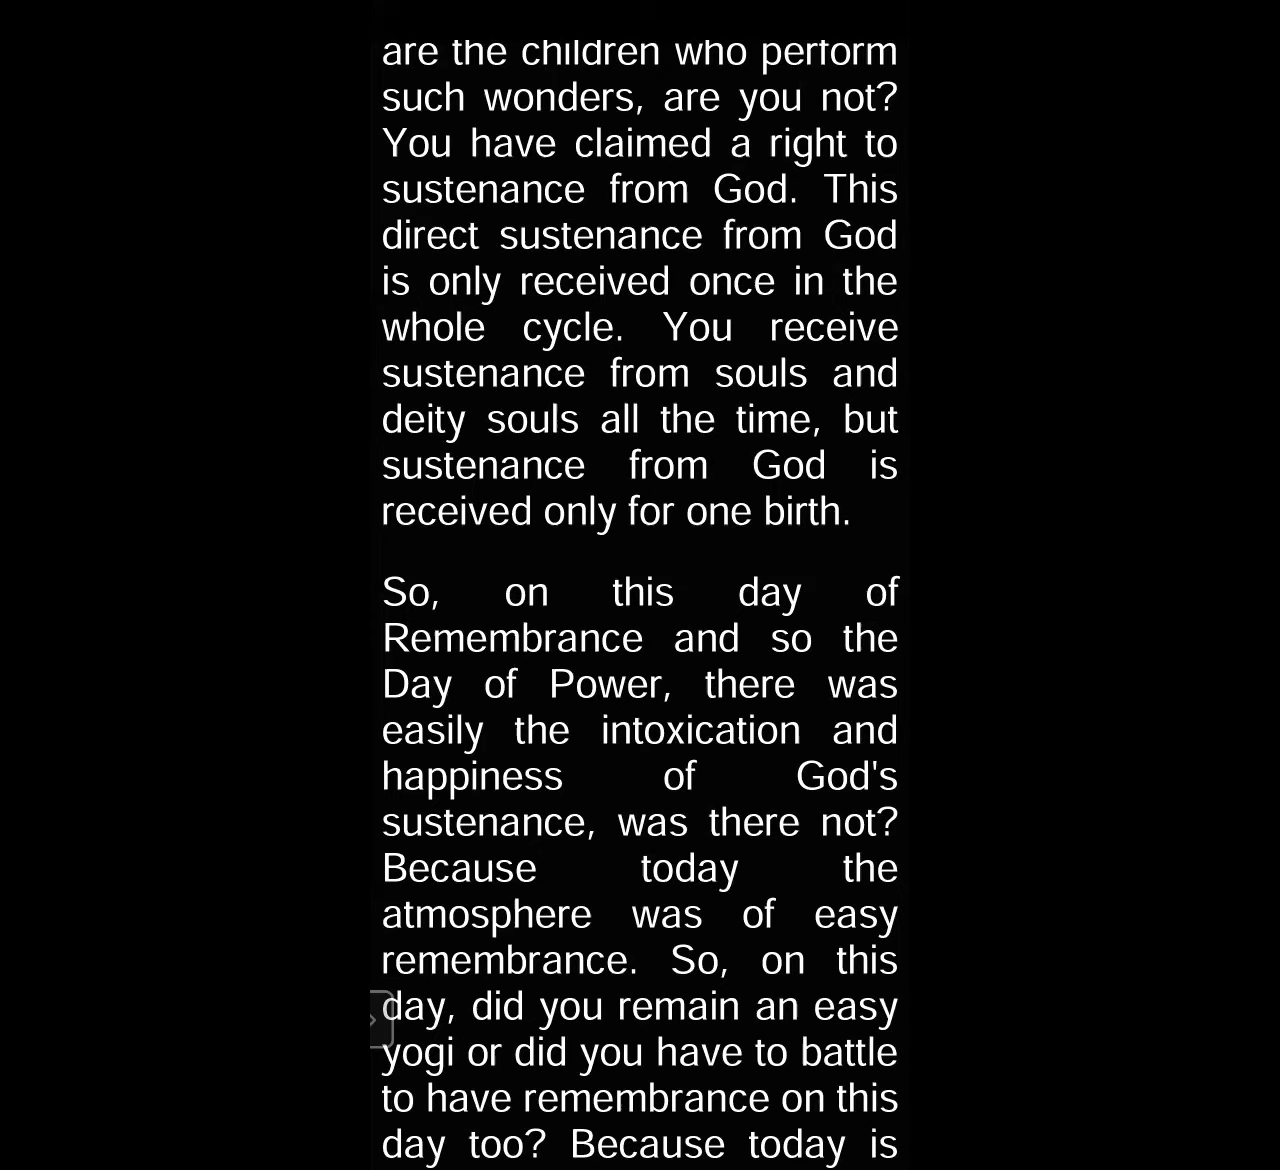 are the children who perform
such wonders, are you not?
You have claimed a right to
sustenance from God. This
direct sustenance from God
is only received once in the
whole cycle. You receive
sustenance from souls and
deity souls all the time, but
sustenance from God is
received only for one birth.
So, on this day of
Remembrance and so the
Day of Power, there was
easily the intoxication and
happiness of God's
sustenance, was there not?
Because today the
atmosphere was of easy
remembrance. So, on this
day, did you remain an easy
yogi or did you have to battle
to have remembrance on this
day too? Because today is